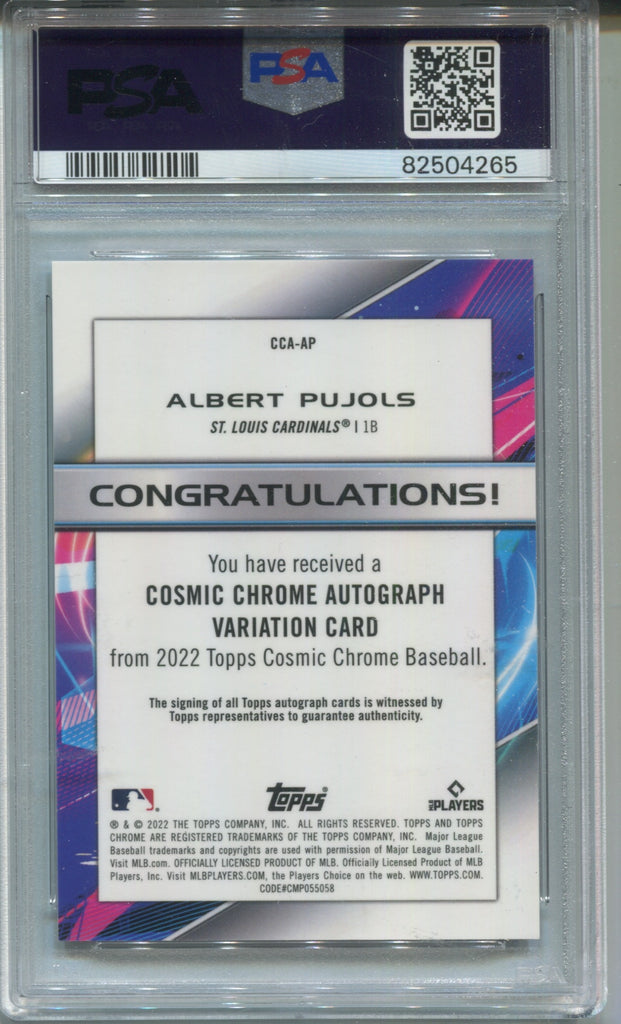 PSA
PSA
82504265
CCA-AP
ALBERT PUJOLS
ST. LOUIS CARDINALS® | 1B
CONGRATULATIONS!
You have received a
COSMIC CHROME AUTOGRAPH
VARIATION CARD
from 2022 Topps Cosmic Chrome Baseball.
The signing of all Topps autograph cards is witnessed by
Topps representatives to guarantee authenticity.
topps
PLAYERS
® & © 2022 THE TOPPS COMPANY, INC. ALL RIGHTS RESERVED. TOPPS AND TOPPS
CHROME ARE REGISTERED TRADEMARKS OF THE TOPPS COMPANY, INC. Major League
Baseball trademarks and copyrights are used with permission of Major League Baseball.
Visit MLB.com. OFFICIALLY LICENSED PRODUCT OF MLB. Officially Licensed Product of MLB
Players, Inc. Visit MLBPLAYERS.COM, the Players Choice on the web. WWW.TOPPS.COM.
CODE#CMP055058
PSA